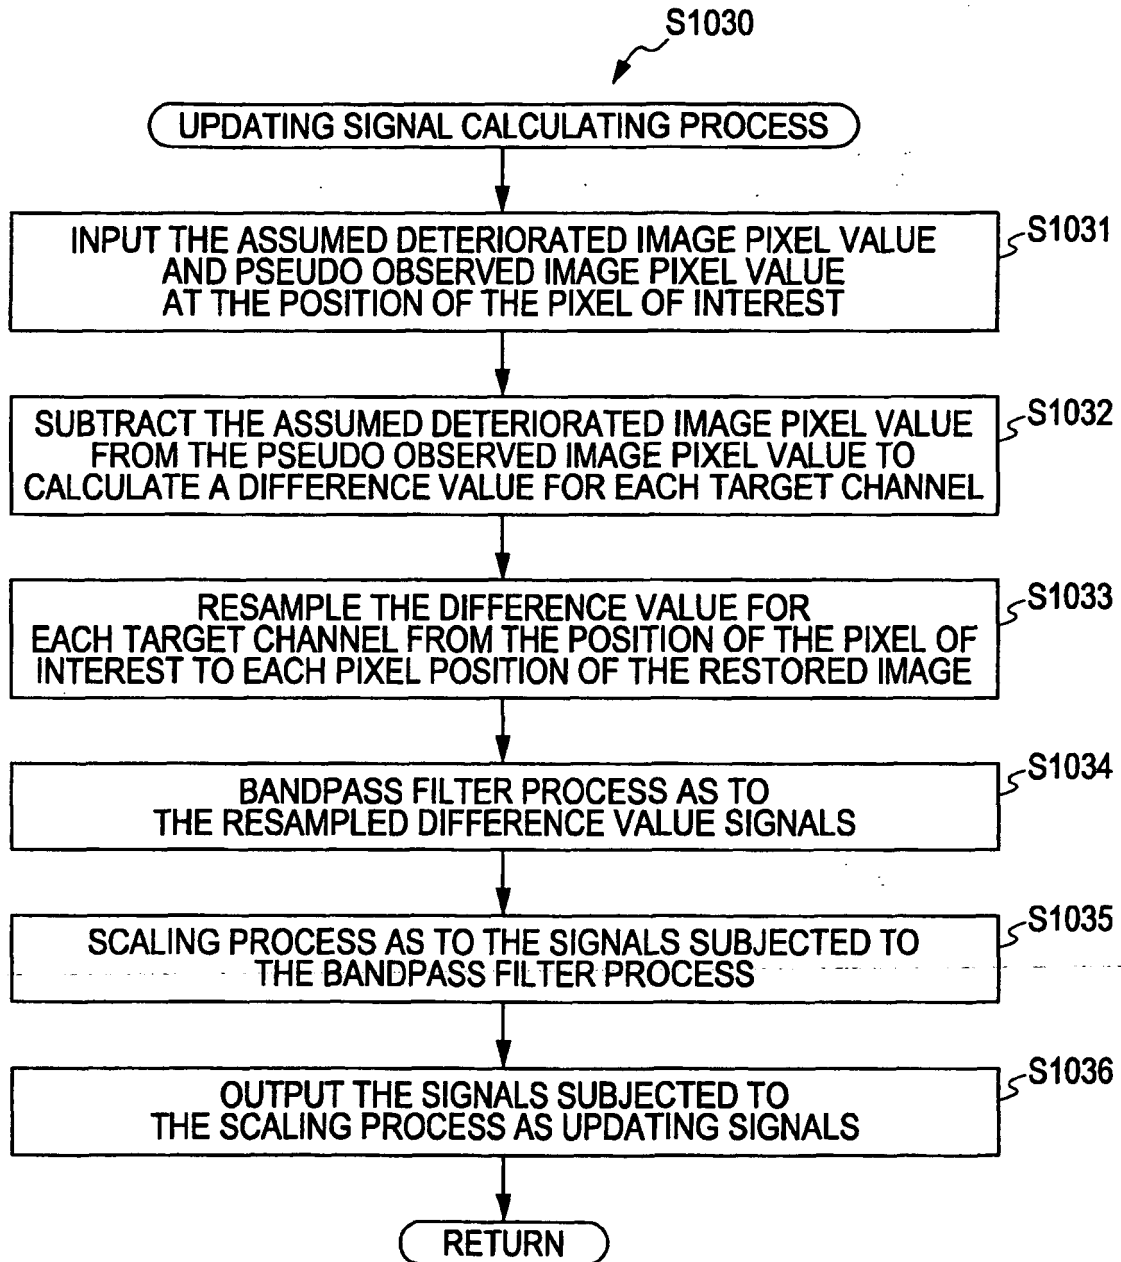 S1030
UPDATING SIGNAL CALCULATING PROCESS
INPUT THE ASSUMED DETERIORATED IMAGE PIXEL VALUE
AND PSEUDO OBSERVED IMAGE PIXEL VALUE
AT THE POSITION OF THE PIXEL OF INTEREST
S1031
SUBTRACT THE ASSUMED DETERIORATED IMAGE PIXEL VALUE
FROM THE PSEUDO OBSERVED IMAGE PIXEL VALUE TO
CALCULATE A DIFFERENCE VALUE FOR EACH TARGET CHANNEL
S1032
RESAMPLE THE DIFFERENCE VALUE FOR
EACH TARGET CHANNEL FROM THE POSITION OF THE PIXEL OF
INTEREST TO EACH PIXEL POSITION OF THE RESTORED IMAGE
S1033
BANDPASS FILTER PROCESS AS TO
THE RESAMPLED DIFFERENCE VALUE SIGNALS
S1034
SCALING PROCESS AS TO THE SIGNALS SUBJECTED TO
THE BANDPASS FILTER PROCESS
S1035
OUTPUT THE SIGNALS SUBJECTED TO
THE SCALING PROCESS AS UPDATING SIGNALS
S1036
RETURN